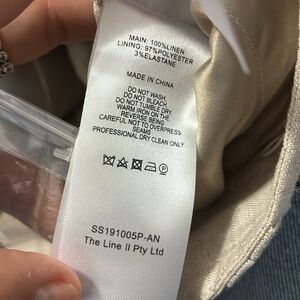 MAIN: 100%LINEN
LINING: 97%POLYESTER
3%ELASTANE
MADE IN CHINA
DO NOT WASH
DO NOT BLEACH
DO NOT TUMBLE DRY
WARM IRON ON THE
REVERSE BEING
CAREFUL NOT TO OVERPRESS
SEAMS
PROFESSIONAL DRY CLEAN ONLY
P
SS191005P-AN
The Line II Pty Ltd